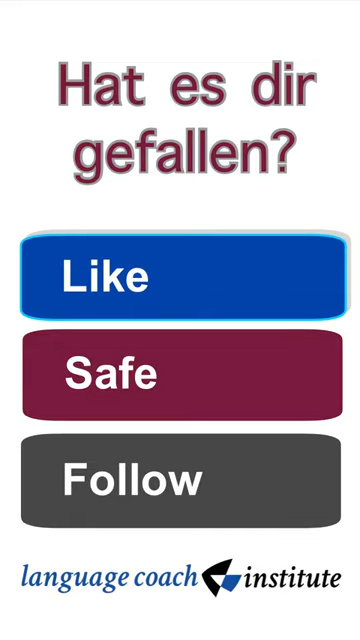 Hat es dir
gefallen?
Like
Safe
Follow
language coach institute